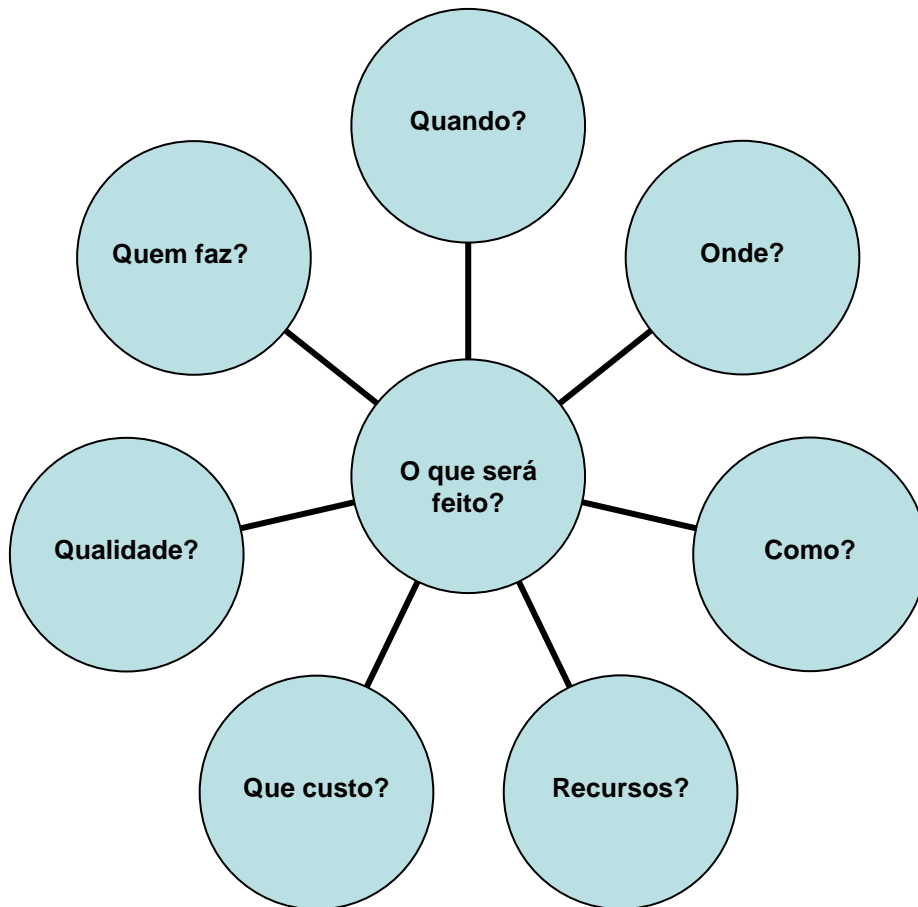 Quando?
Quem faz?
Onde?
O que será
feito?
Qualidade?
Como?
Que custo?
Recursos?